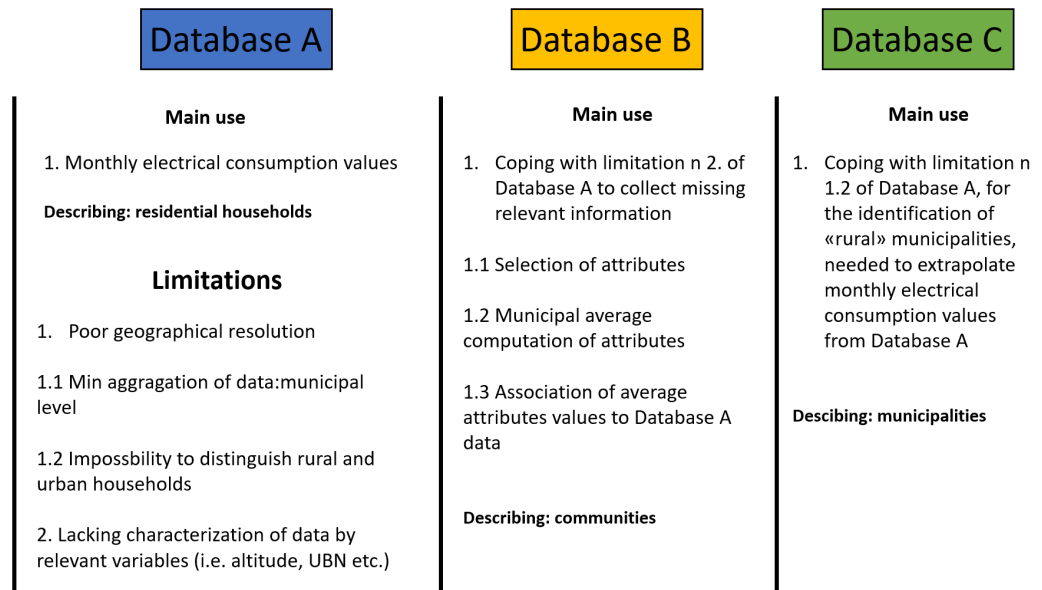 Database A
Main use
1. Monthly electrical consumption values
Describing: residential households
Limitations
1. Poor geographical resolution
1.1 Min aggragation of data:municipal
level
1.2 Impossbility to distinguish rural and
urban households
2. Lacking characterization of data by
relevant variables (i.e. altitude, UBN etc.)
Database B
Main use
1. Coping with limitation n 2. of
Database A to collect missing
relevant information
1.1 Selection of attributes
1.2 Municipal average
computation of attributes
1.3 Association of average
attributes values to Database A
data
Describing: communities
Database C
Main use
1. Coping with limitation n
1.2 of Database A, for
the identification of
«rural» municipalities,
needed to extrapolate
monthly electrical
consumption values
from Database A
Descibing: municipalities